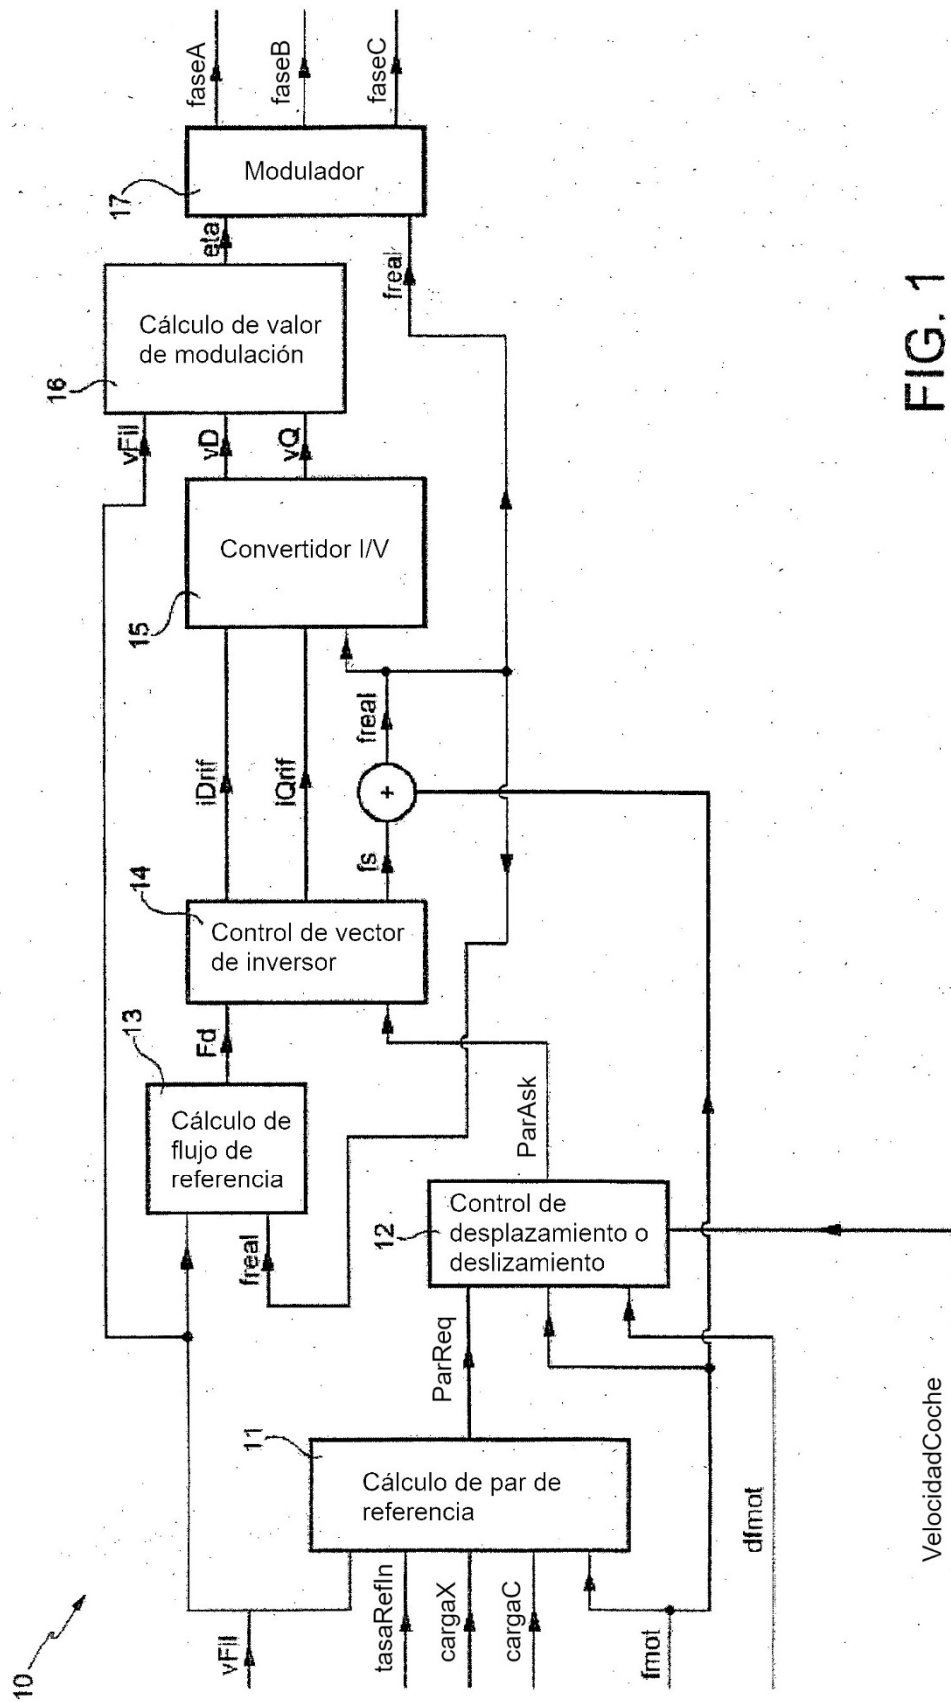 10
vFil
tasaRefIn
cargaX
cargaC
fmot
dfmot
VelocidadCoche
11
Cálculo de par de
referencia
ParReq
12
Control de
desplazamiento o
deslizamiento
ParAsk
freal
13
Cálculo de
flujo de
referencia
Fd
14
Control de vector
de inversor
iDrif
iQrif
fs
+
freal
15
Convertidor I/V
vFil
vD
vQ
16
Cálculo de valor
de modulación
eta
freal
17
Modulador
faseA
faseB
faseC
FIG. 1